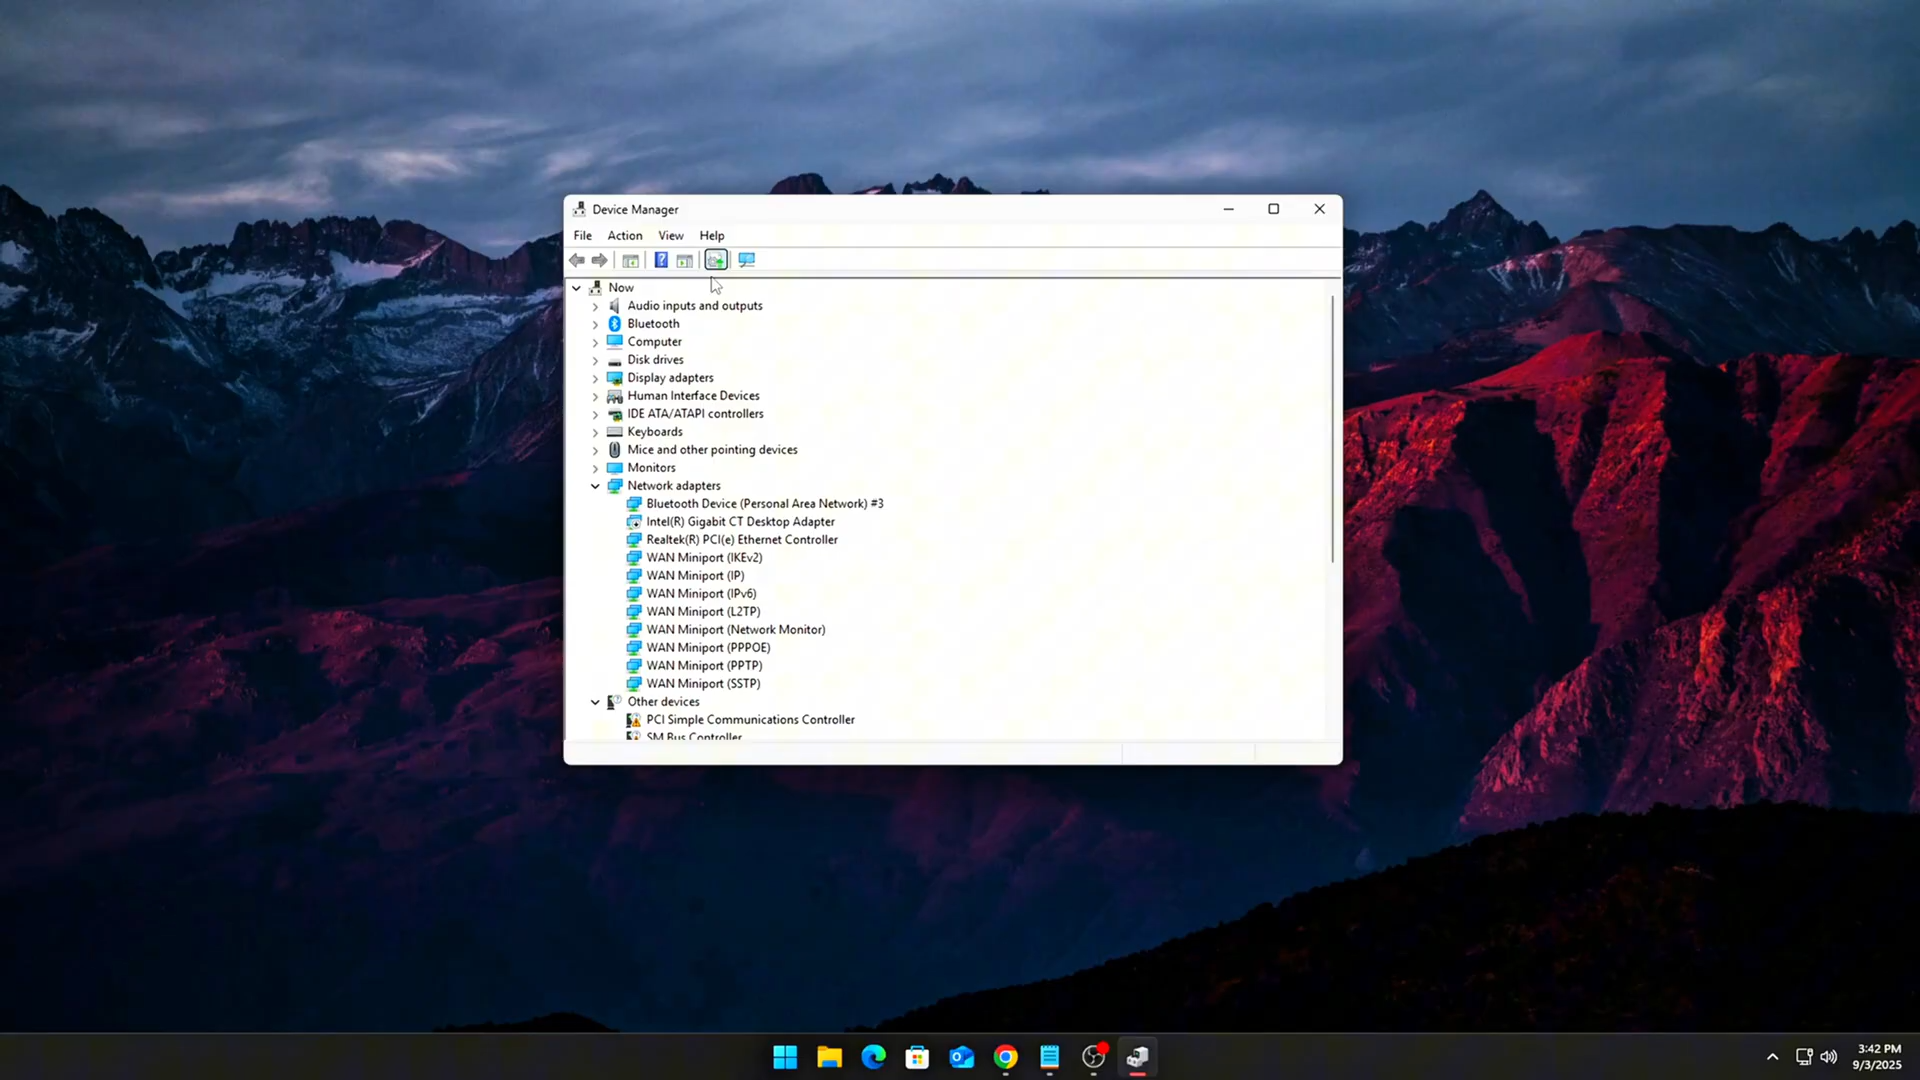 Device Manager
File Action View Help
Now
Audio inputs and outputs
Bluetooth
Computer
Disk drives
Display adapters
Human Interface Devices
IDE ATA/ATAPI controllers
Keyboards
Mice and other pointing devices
Monitors
Network adapters
Bluetooth Device (Personal Area Network) #3
Intel(R) Gigabit CT Desktop Adapter
Realtek(R) PCI(e) Ethernet Controller
WAN Miniport (IKEv2)
WAN Miniport (IP)
WAN Miniport (IPv6)
WAN Miniport (L2TP)
WAN Miniport (Network Monitor)
WAN Miniport (PPPOE)
WAN Miniport (PPTP)
WAN Miniport (SSTP)
Other devices
PCI Simple Communications Controller
SM Bus Controller
3:42 PM
9/3/2025